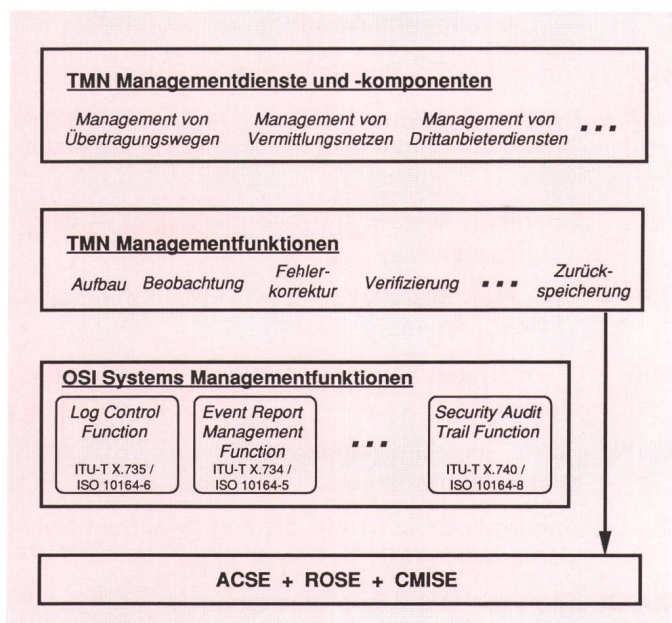 TMN Managementdienste und -komponenten
Management von Übertragungswegen
Management von Vermittlungsnetzen
Management von Drittanbieterdiensten
...
TMN Managementfunktionen
Aufbau
Beobachtung
Fehler-
korrektur
Verifizierung
...
Zurück-
speicherung
OSI Systems Managementfunktionen
Log Control
Function
ITU-T X.735 /
ISO 10164-6
Event Report
Management
Function
ITU-T X.734 /
ISO 10164-5
...
Security Audit
Trail Function
ITU-T X.740 /
ISO 10164-8
ACSE + ROSE + CMISE